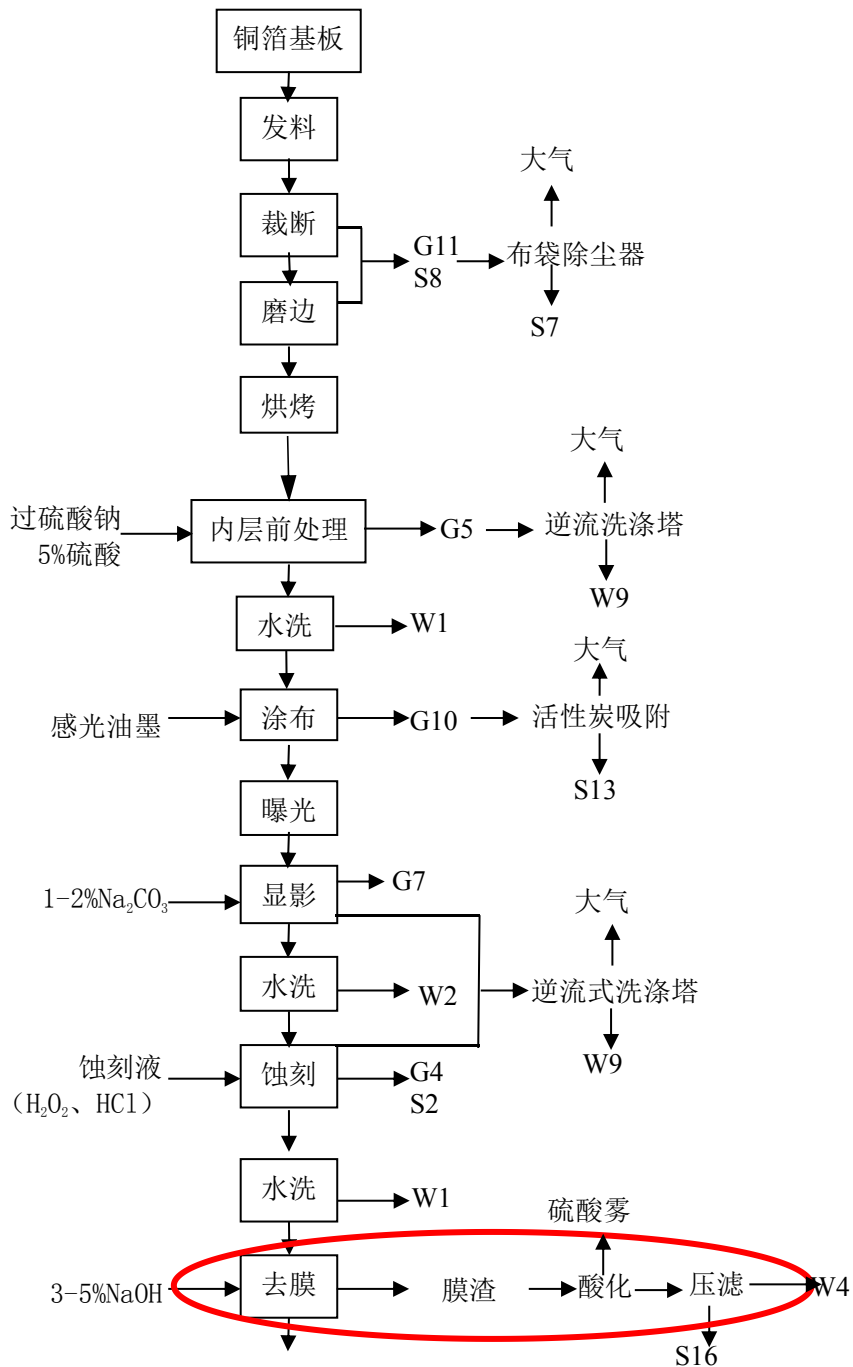 铜箔基板
发料
大气
裁断
G11
S8
布袋除尘器
磨边
S7
烘烤
大气
过硫酸钠
5%硫酸
内层前处理
G5
逆流洗涤塔
W9
水洗
W1
大气
感光油墨
涂布
G10
活性炭吸附
S13
曝光
1-2%Na₂CO₃
显影
G7
大气
水洗
W2
逆流式洗涤塔
W9
蚀刻液
（H₂O₂、HCl）
蚀刻
G4
S2
水洗
W1
硫酸雾
3-5%NaOH
去膜
膜渣
酸化
压滤
W4
S16